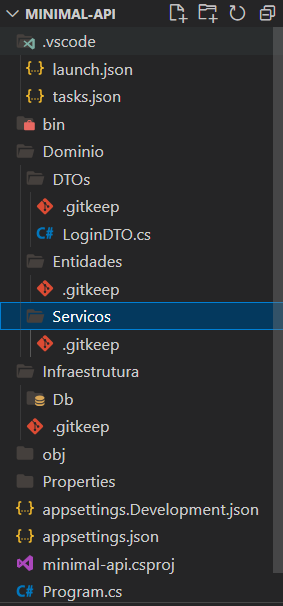 MINIMAL-API
.vscode
launch.json
tasks.json
bin
Dominio
DTOs
.gitkeep
C# LoginDTO.cs
Entidades
.gitkeep
Servicos
.gitkeep
Infraestrutura
Db
.gitkeep
obj
Properties
appsettings.Development.json
appsettings.json
minimal-api.csproj
C# Program.cs